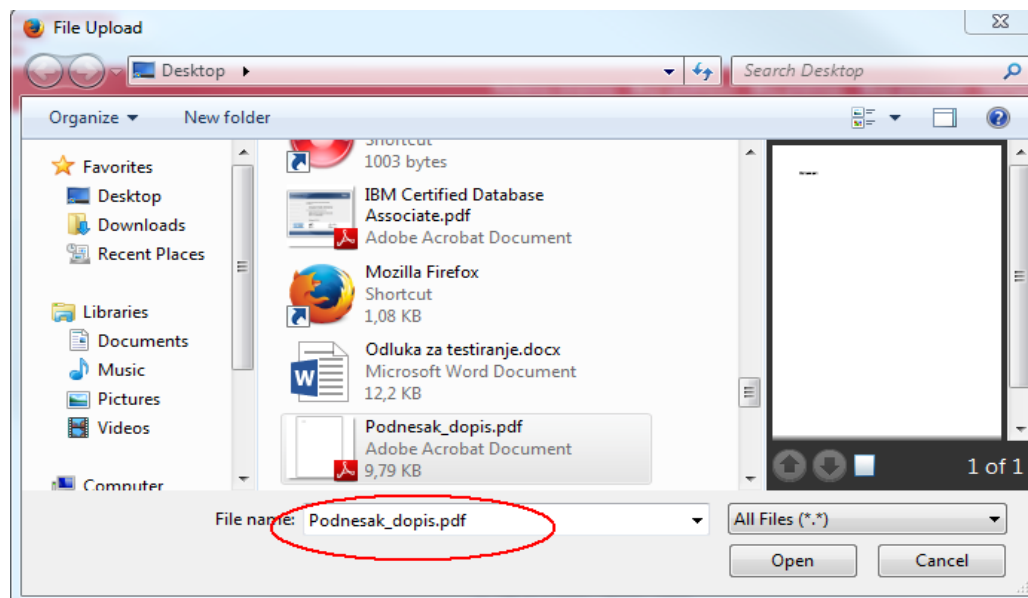 File Upload
Desktop
Search Desktop
Organize
New folder
Favorites
Desktop
Downloads
Recent Places
Libraries
Documents
Music
Pictures
Videos
Computer
Shortcut
1003 bytes
IBM Certified Database
Associate.pdf
Adobe Acrobat Document
Mozilla Firefox
Shortcut
1,08 KB
Odluka za testiranje.docx
Microsoft Word Document
12,2 KB
Podnesak_dopis.pdf
Adobe Acrobat Document
9,79 KB
1 of 1
File name: Podnesak_dopis.pdf
All Files (*.*)
Open
Cancel